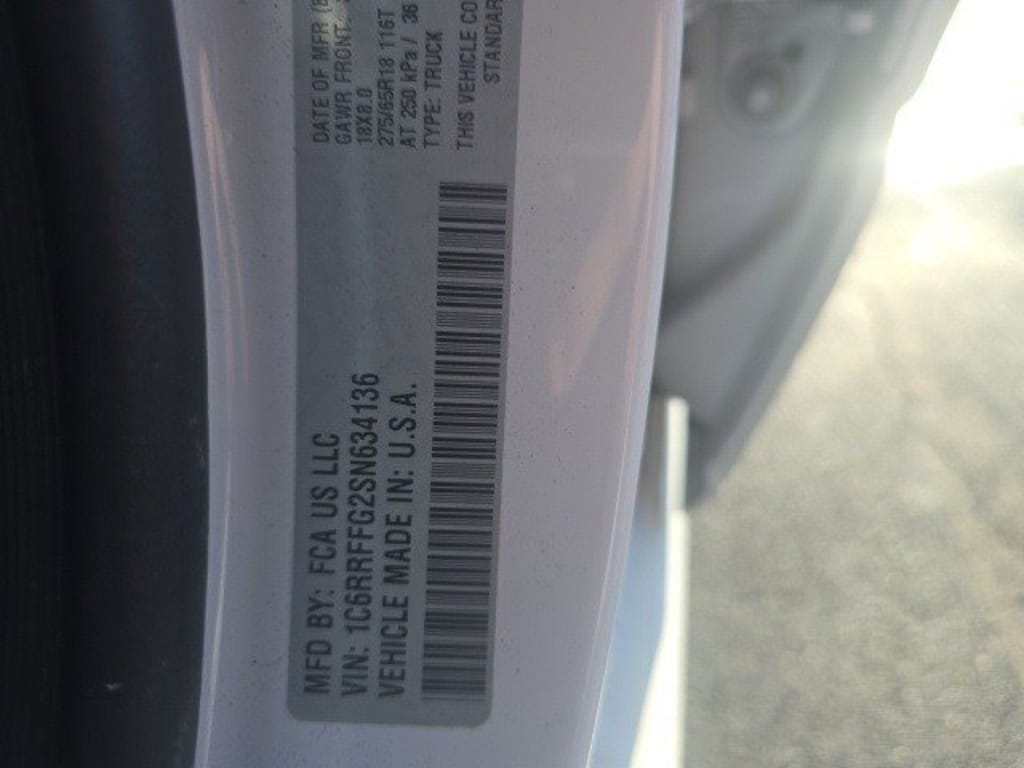 MFD BY: FCA US LLC
VIN: 1C6RRFFG2SN634136
VEHICLE MADE IN: U.S.A.
DATE OF MFR
GAWR FRONT:
18X8.0
275/65R18 116T
AT 250 kPa / 36
TYPE: TRUCK
THIS VEHICLE CO
STANDAR